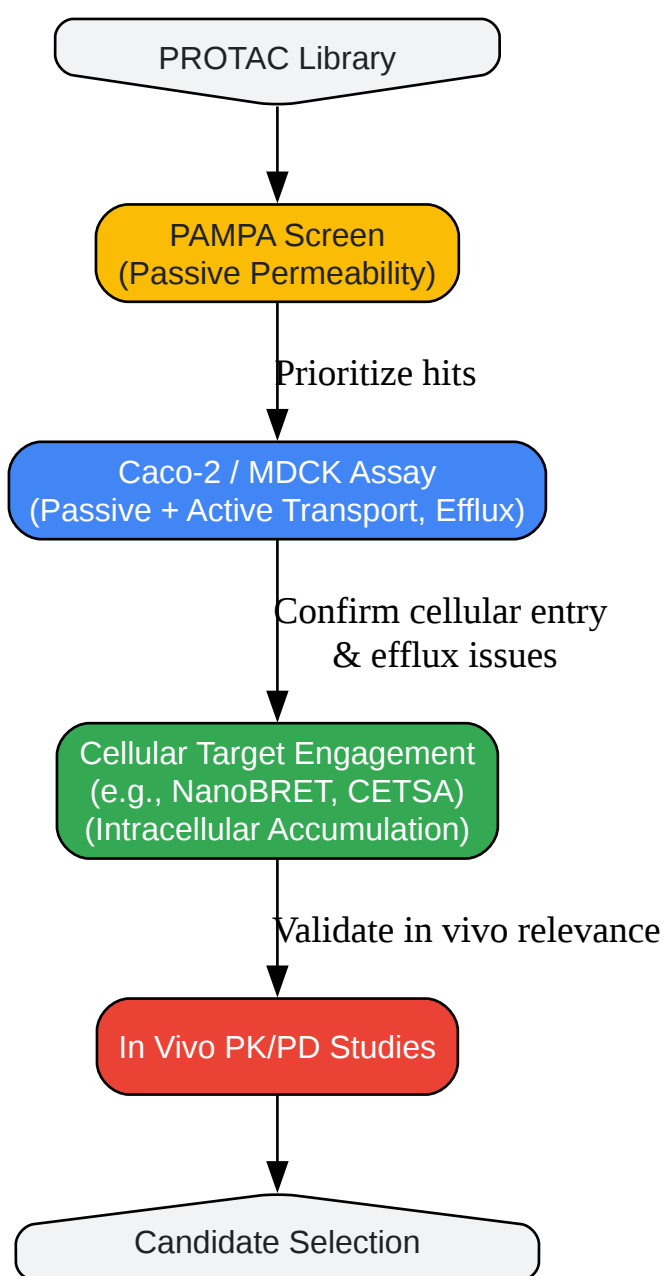 PROTAC Library
PAMPA Screen
(Passive Permeability)
Prioritize hits
Caco-2 / MDCK Assay
(Passive + Active Transport, Efflux)
Confirm cellular entry
& efflux issues
Cellular Target Engagement
(e.g., NanoBRET, CETSA)
(Intracellular Accumulation)
Validate in vivo relevance
In Vivo PK/PD Studies
Candidate Selection